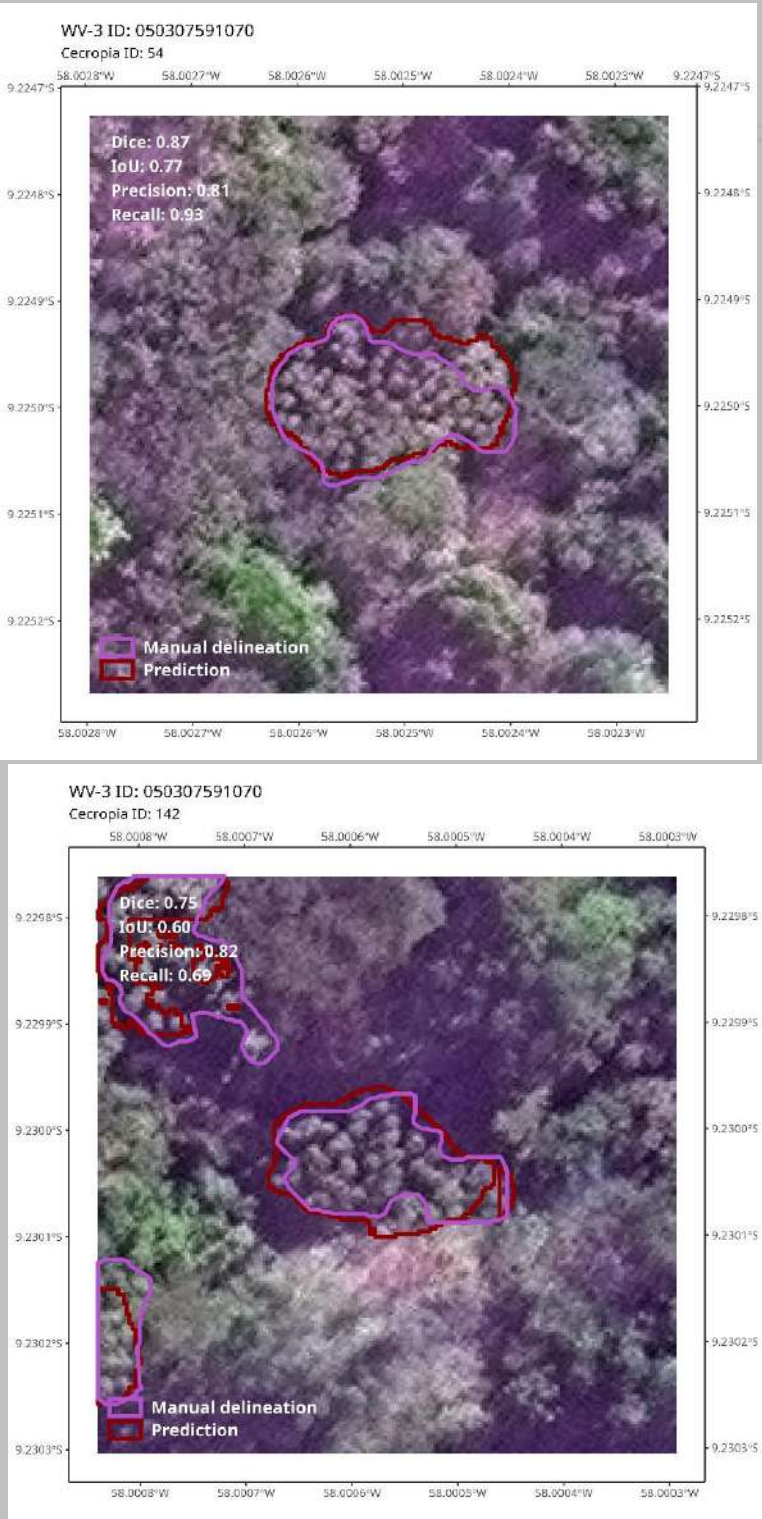 WV-3 ID: 050307591070
Cecropia ID: 54
58.0028°W 58.0027°W 58.0026°W 58.0025°W 58.0024°W 58.0023°W 9.2247°S
9.2247°S 9.2247°S
Dice: 0.87
IoU: 0.77
Precision: 0.81
Recall: 0.93
9.2248°S 9.2248°S
9.2249°S 9.2249°S
9.2250°S 9.2250°S
9.2251°S 9.2251°S
9.2252°S 9.2252°S
Manual delineation
Prediction
58.0028°W 58.0027°W 58.0026°W 58.0025°W 58.0024°W 58.0023°W
WV-3 ID: 050307591070
Cecropia ID: 142
58.0008°W 58.0007°W 58.0006°W 58.0005°W 58.0004°W 58.0003°W
Dice: 0.75
9.2298°S 9.2298°S
IoU: 0.60
Precision: 0.82
Recall: 0.69
9.2299°S 9.2299°S
9.2300°S 9.2300°S
9.2301°S 9.2301°S
9.2302°S 9.2302°S
Manual delineation
Prediction
9.2303°S 9.2303°S
58.0008°W 58.0007°W 58.0006°W 58.0005°W 58.0004°W 58.0003°W